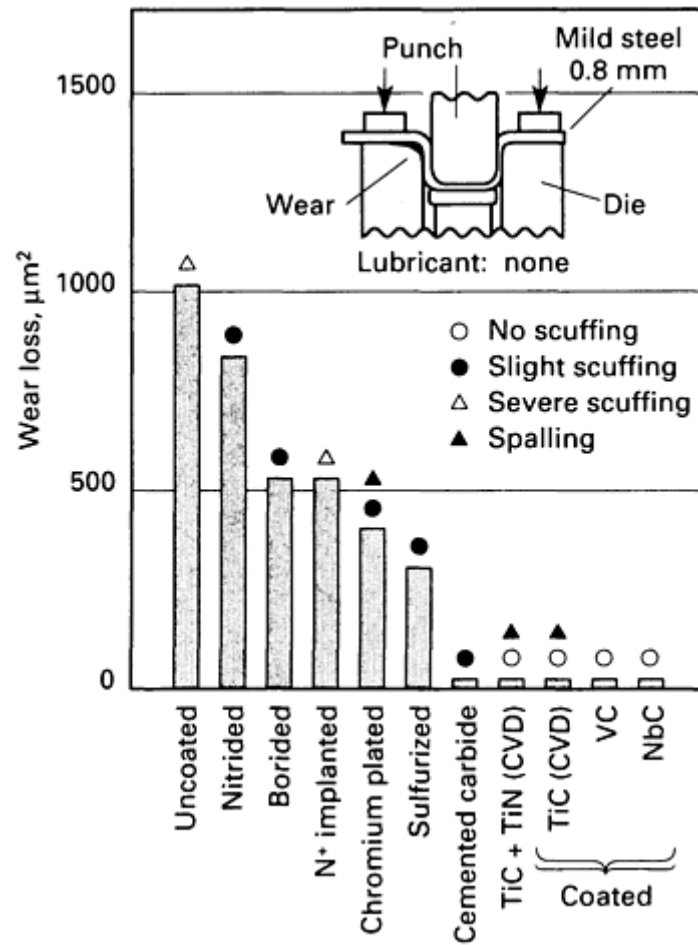 Punch
Mild steel
0.8 mm
Wear
Die
Lubricant: none
Wear loss, μm²
1500
1000
500
0
○ No scuffing
● Slight scuffing
△ Severe scuffing
▲ Spalling
Uncoated
Nitrided
Borided
N⁺ implanted
Chromium plated
Sulfurized
Cemented carbide
TiC + TiN (CVD)
TiC (CVD)
VC
NbC
Coated